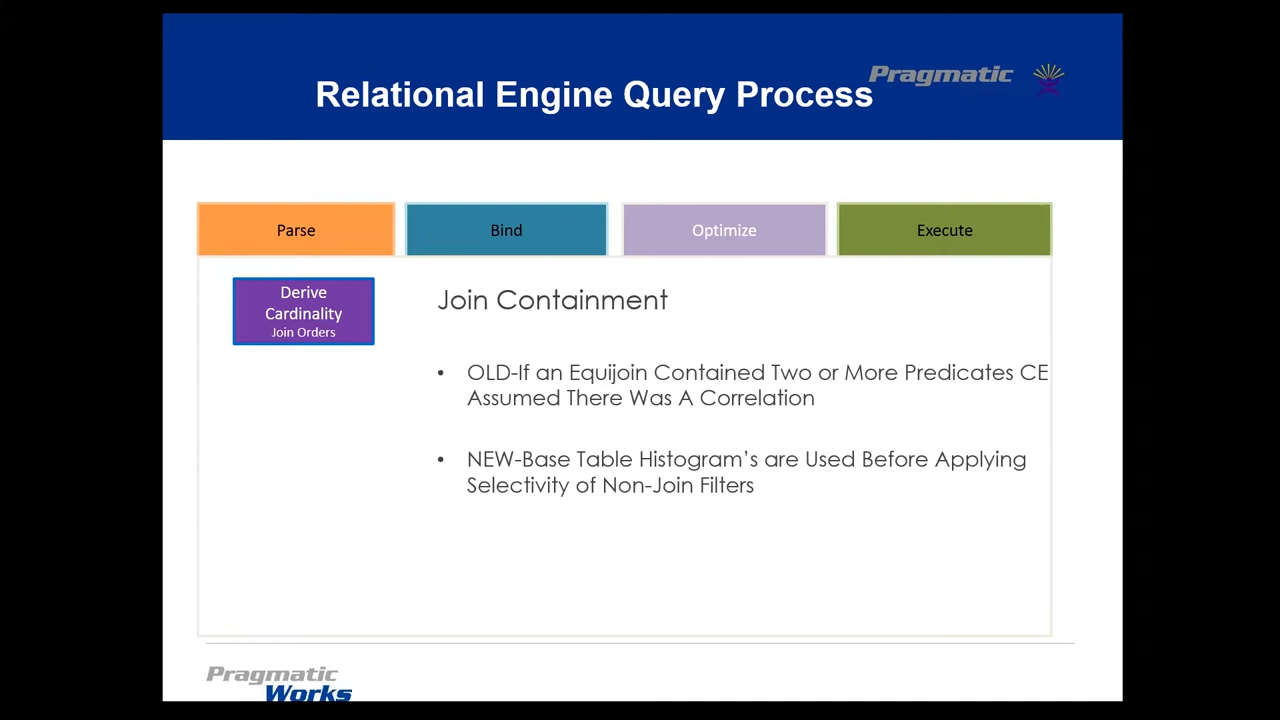 Relational Engine Query Process
Pragmatic
Parse
Bind
Optimize
Execute
Derive
Cardinality
Join Orders
Join Containment
• OLD-If an Equijoin Contained Two or More Predicates CE
Assumed There Was A Correlation
• NEW-Base Table Histogram’s are Used Before Applying
Selectivity of Non-Join Filters
Pragmatic
Works